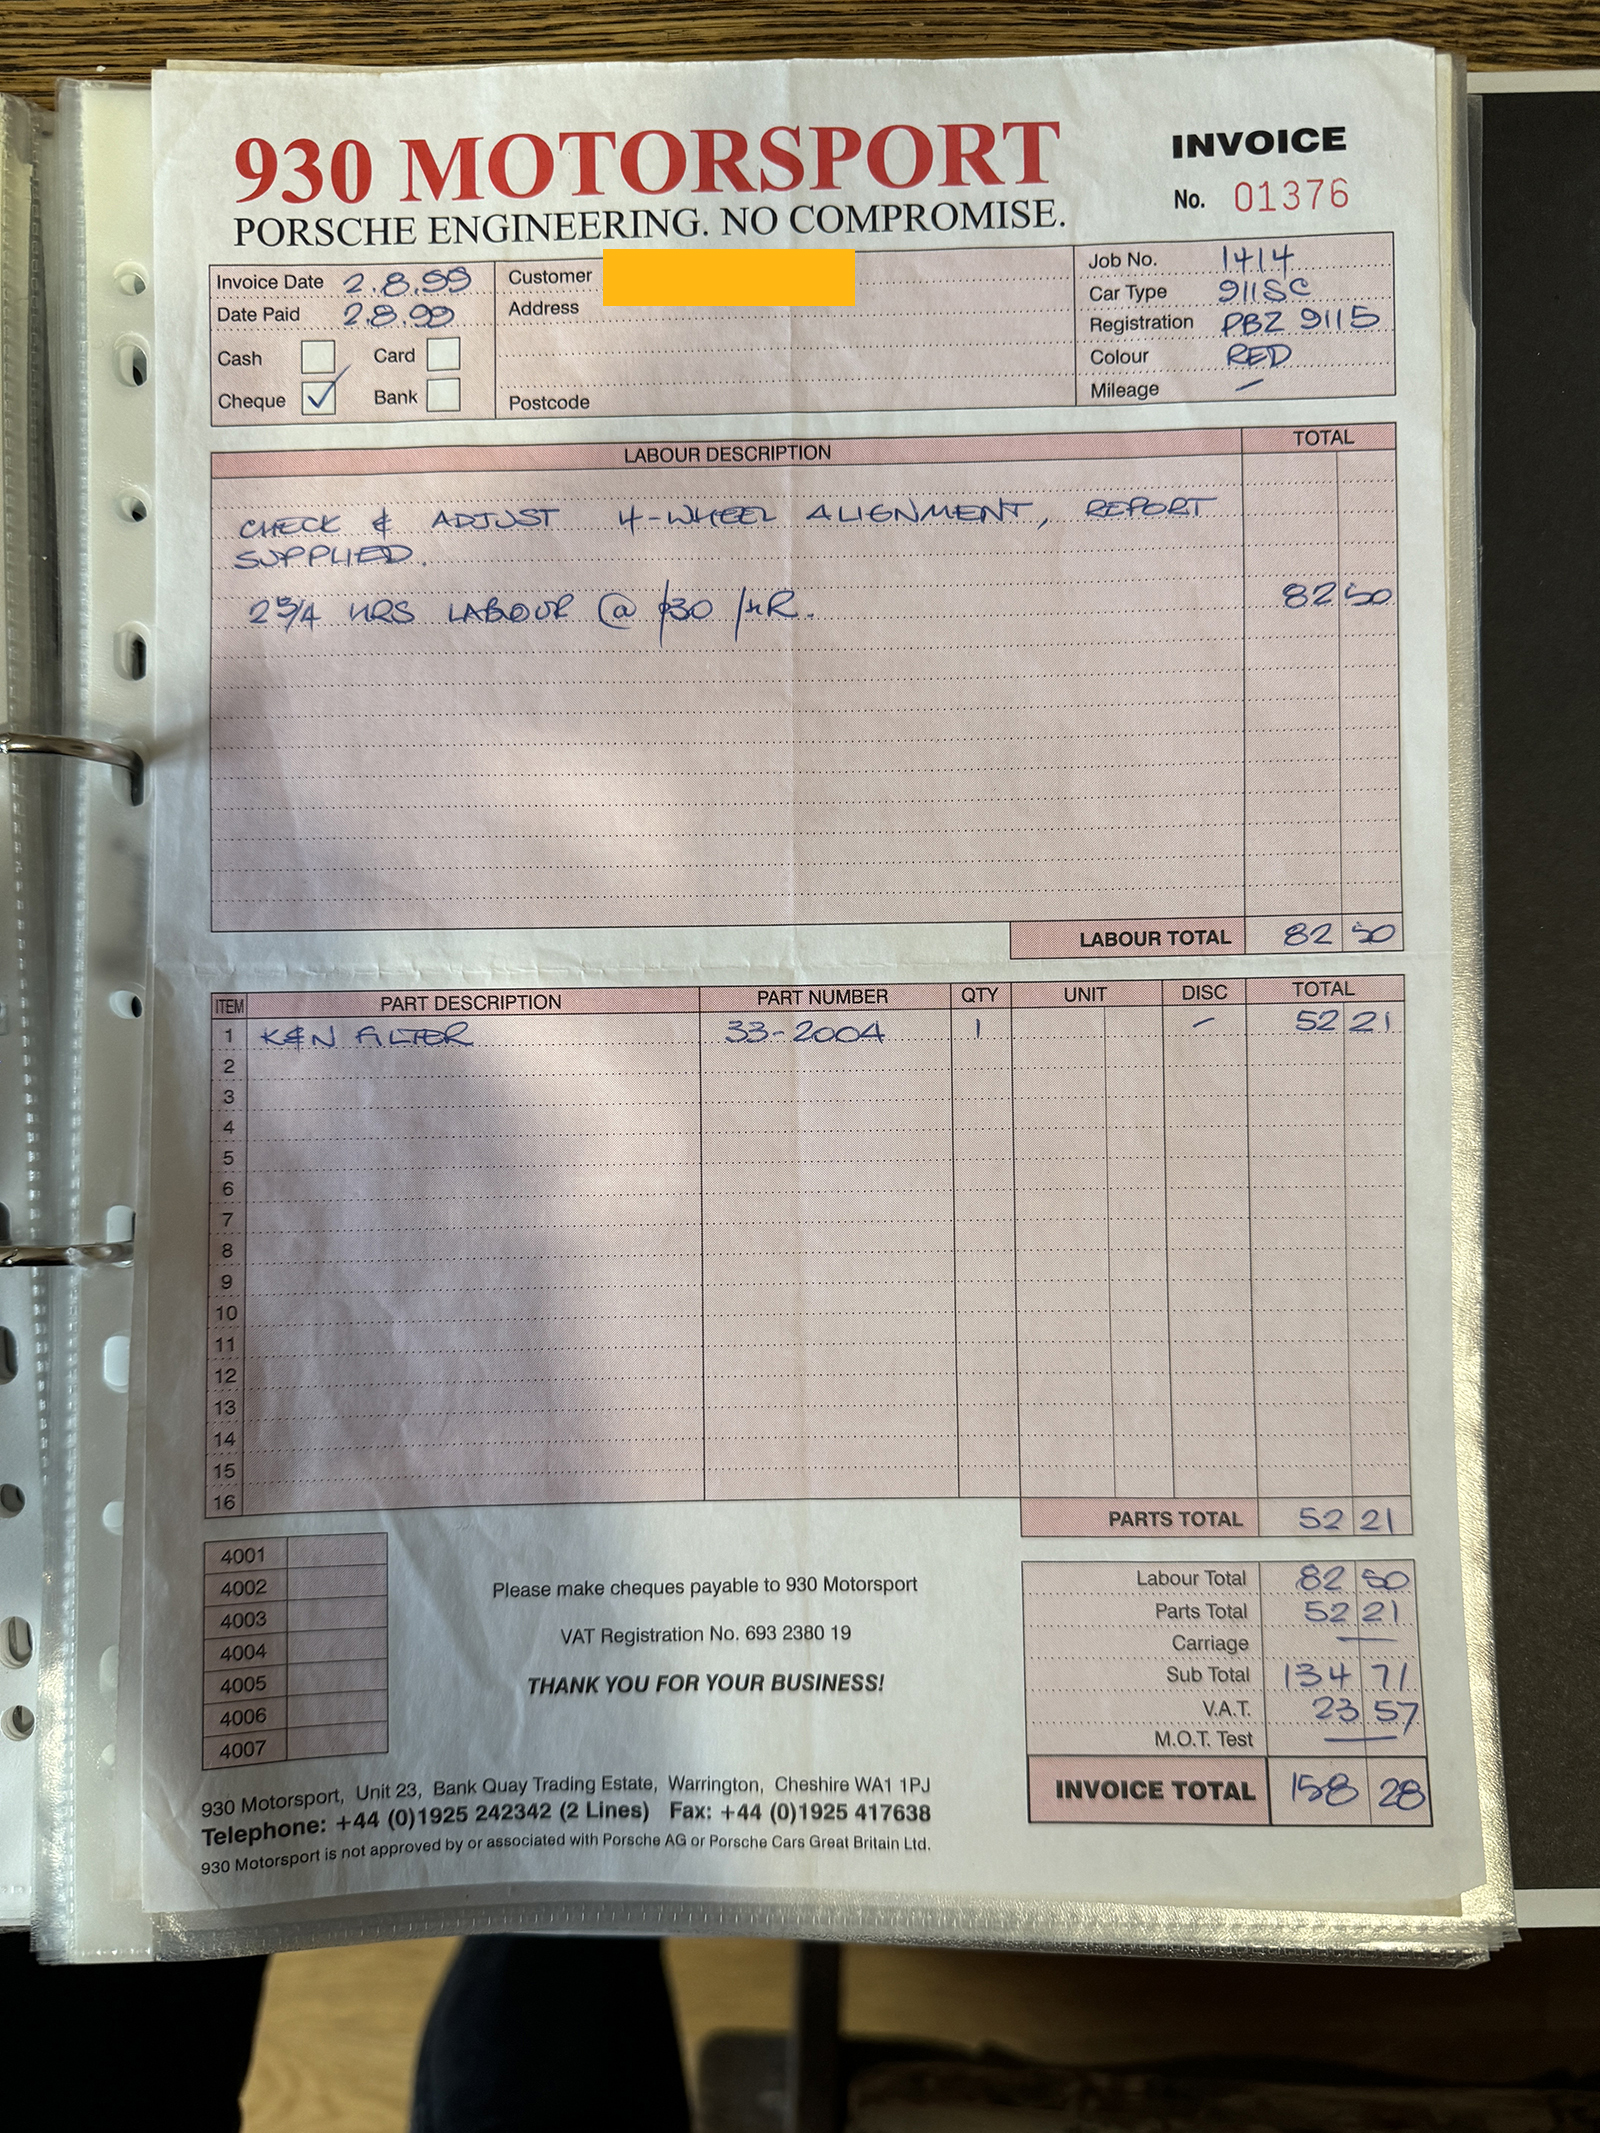 930 MOTORSPORT
PORSCHE ENGINEERING. NO COMPROMISE.
INVOICE
No. 01376
Invoice Date 2.8.99
Date Paid 2.8.99
Cash Card
Cheque ✓ Bank
Customer
Address
Postcode
Job No. 1414
Car Type 911SC
Registration PBZ 9115
Colour RED
Mileage –
LABOUR DESCRIPTION TOTAL
CHECK & ADJUST 4-WHEEL ALIGNMENT, REPORT
SUPPLIED.
2 3/4 HRS LABOUR @ £30 /HR. 82 50
LABOUR TOTAL 82 50
ITEM PART DESCRIPTION PART NUMBER QTY UNIT DISC TOTAL
1 K&N FILTER 33-2004 1 – 52 21
2
3
4
5
6
7
8
9
10
11
12
13
14
15
16
PARTS TOTAL 52 21
4001
4002
4003
4004
4005
4006
4007
Please make cheques payable to 930 Motorsport
VAT Registration No. 693 2380 19
THANK YOU FOR YOUR BUSINESS!
Labour Total 82 50
Parts Total 52 21
Carriage —
Sub Total 134 71
V.A.T. 23 57
M.O.T. Test —
INVOICE TOTAL 158 28
930 Motorsport, Unit 23, Bank Quay Trading Estate, Warrington, Cheshire WA1 1PJ
Telephone: +44 (0)1925 242342 (2 Lines) Fax: +44 (0)1925 417638
930 Motorsport is not approved by or associated with Porsche AG or Porsche Cars Great Britain Ltd.